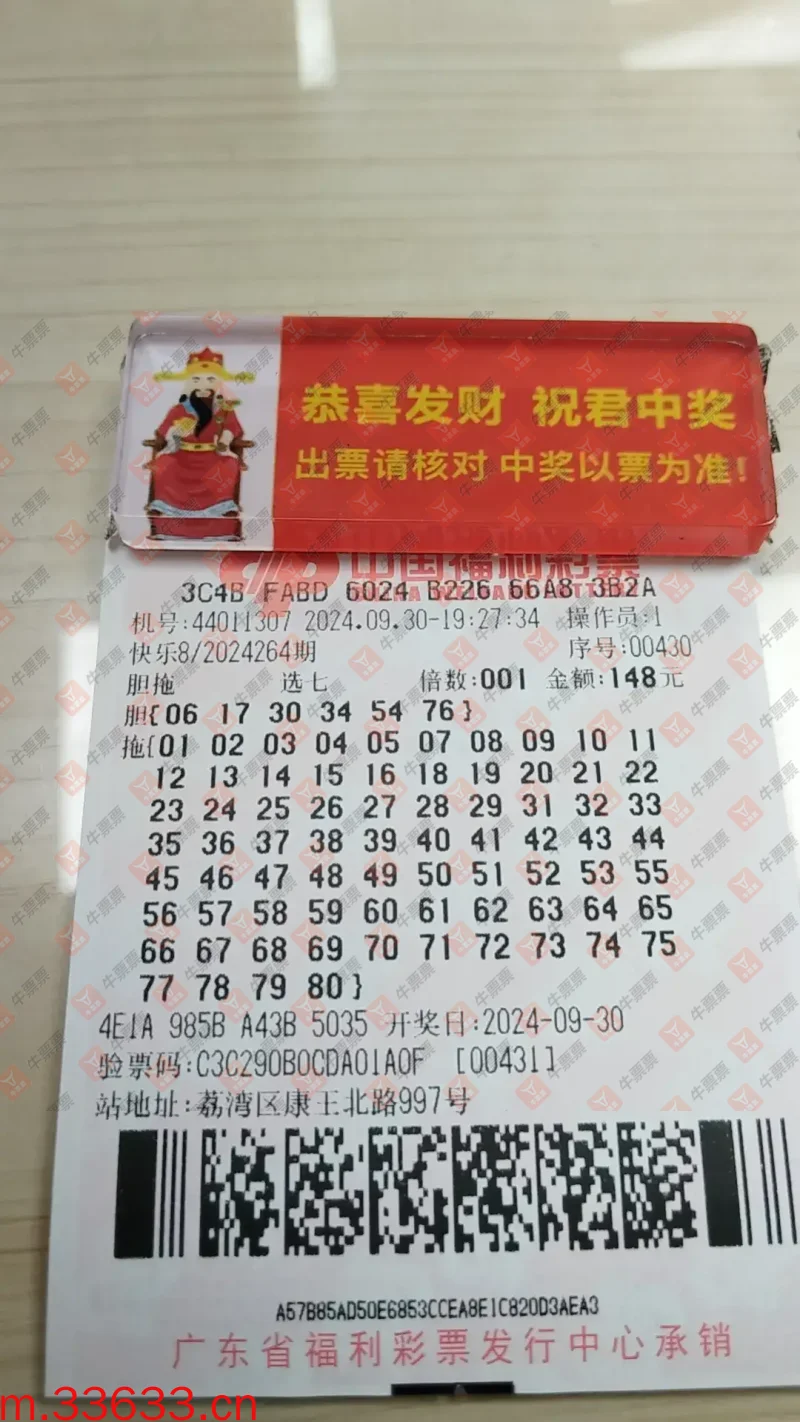 恭喜发财 祝君中奖
出票请核对 中奖以票为准!
中国福利彩票
3C4B FABD 6024 B226 66A8 3B2A
机号:44011307 2024.09.30-19:27:34 操作员:1
快乐8/2024264期 序号:00430
胆拖 选七 倍数:001 金额:148元
胆{06 17 30 34 54 76}
拖{01 02 03 04 05 07 08 09 10 11
12 13 14 15 16 18 19 20 21 22
23 24 25 26 27 28 29 31 32 33
35 36 37 38 39 40 41 42 43 44
45 46 47 48 49 50 51 52 53 55
56 57 58 59 60 61 62 63 64 65
66 67 68 69 70 71 72 73 74 75
77 78 79 80}
4E1A 985B A43B 5035 开奖日:2024-09-30
验票码:C3C290B0CDA01A0F [00431]
站地址:荔湾区康王北路997号
A57B85AD50E6853CCEA8E1C820D3AEA3
广东省福利彩票发行中心承销
m.33633.cn
牛票票